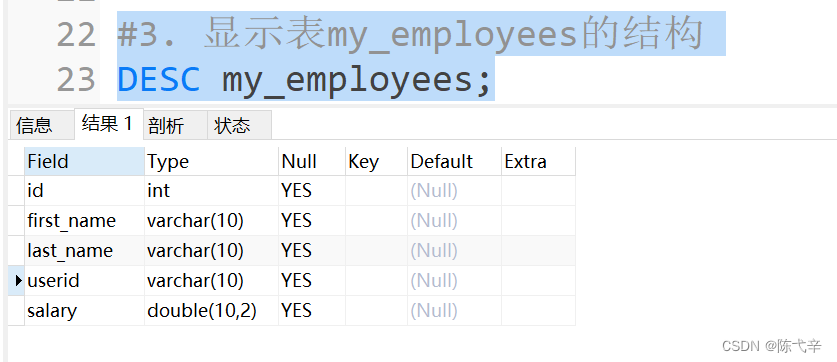 22 #3. 显示表my_employees的结构
23 DESC my_employees;
信息 结果 1 剖析 状态
Field Type Null Key Default Extra
id int YES (Null)
first_name varchar(10) YES (Null)
last_name varchar(10) YES (Null)
userid varchar(10) YES (Null)
salary double(10,2) YES (Null)
CSDN @陈弋辛